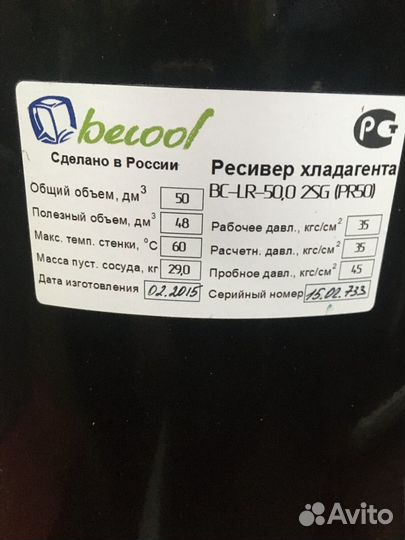 becool
Сделано в России
Общий объем, дм³ 50
Полезный объем, дм³ 48
Макс. темп. стенки, °С 60
Масса пуст. сосуда, кг 29,0
Дата изготовления 02.2015
РСТ
Ресивер хладагента
BC-LR-50,0 2SG (PR50)
Рабочее давл., кгс/см² 35
Расчетн. давл., кгс/см² 35
Пробное давл., кгс/см² 45
Серийный номер 15.02.733
Avito